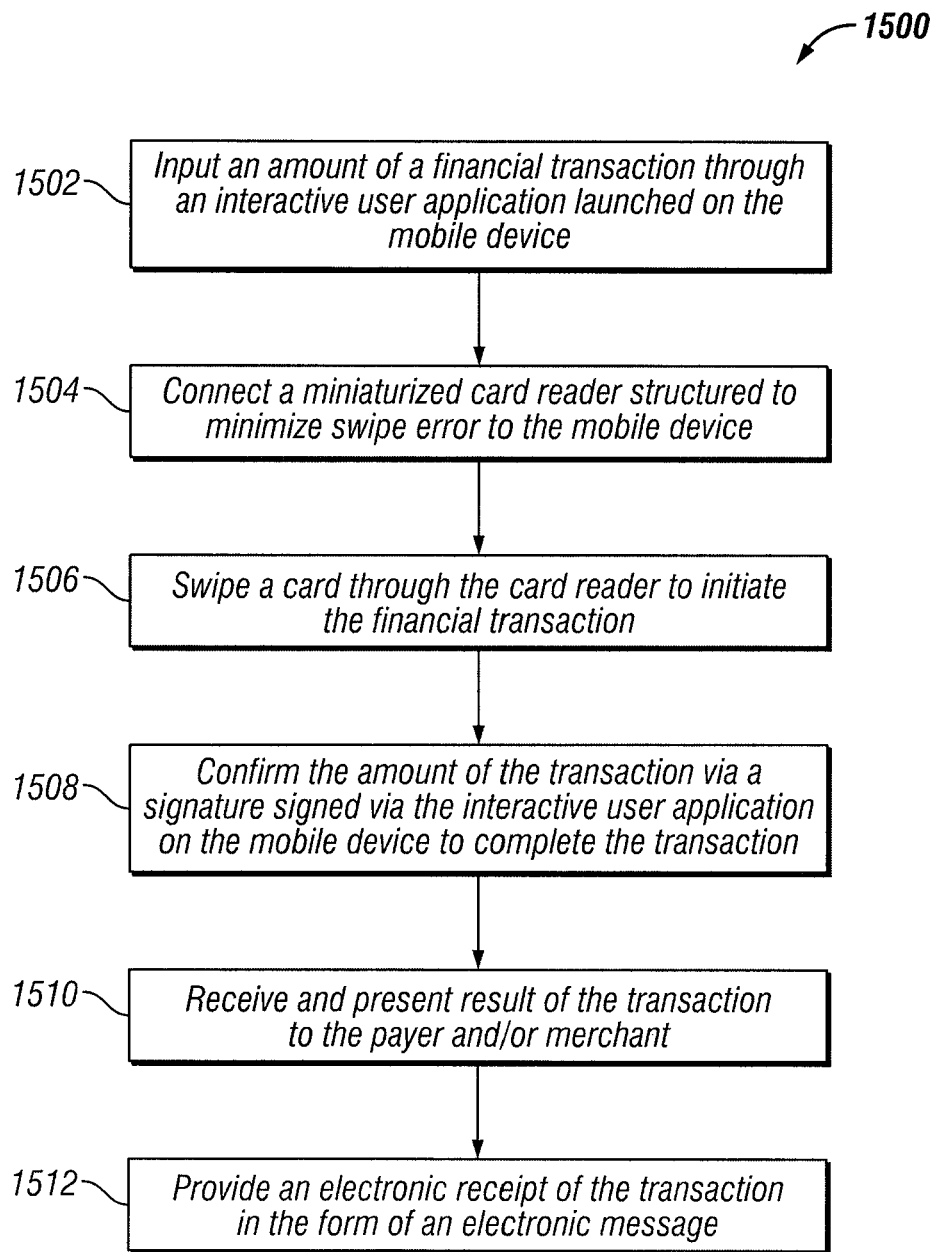 1500
1502
Input an amount of a financial transaction through
an interactive user application launched on the
mobile device
1504
Connect a miniaturized card reader structured to
minimize swipe error to the mobile device
1506
Swipe a card through the card reader to initiate
the financial transaction
1508
Confirm the amount of the transaction via a
signature signed via the interactive user application
on the mobile device to complete the transaction
1510
Receive and present result of the transaction
to the payer and/or merchant
1512
Provide an electronic receipt of the transaction
in the form of an electronic message